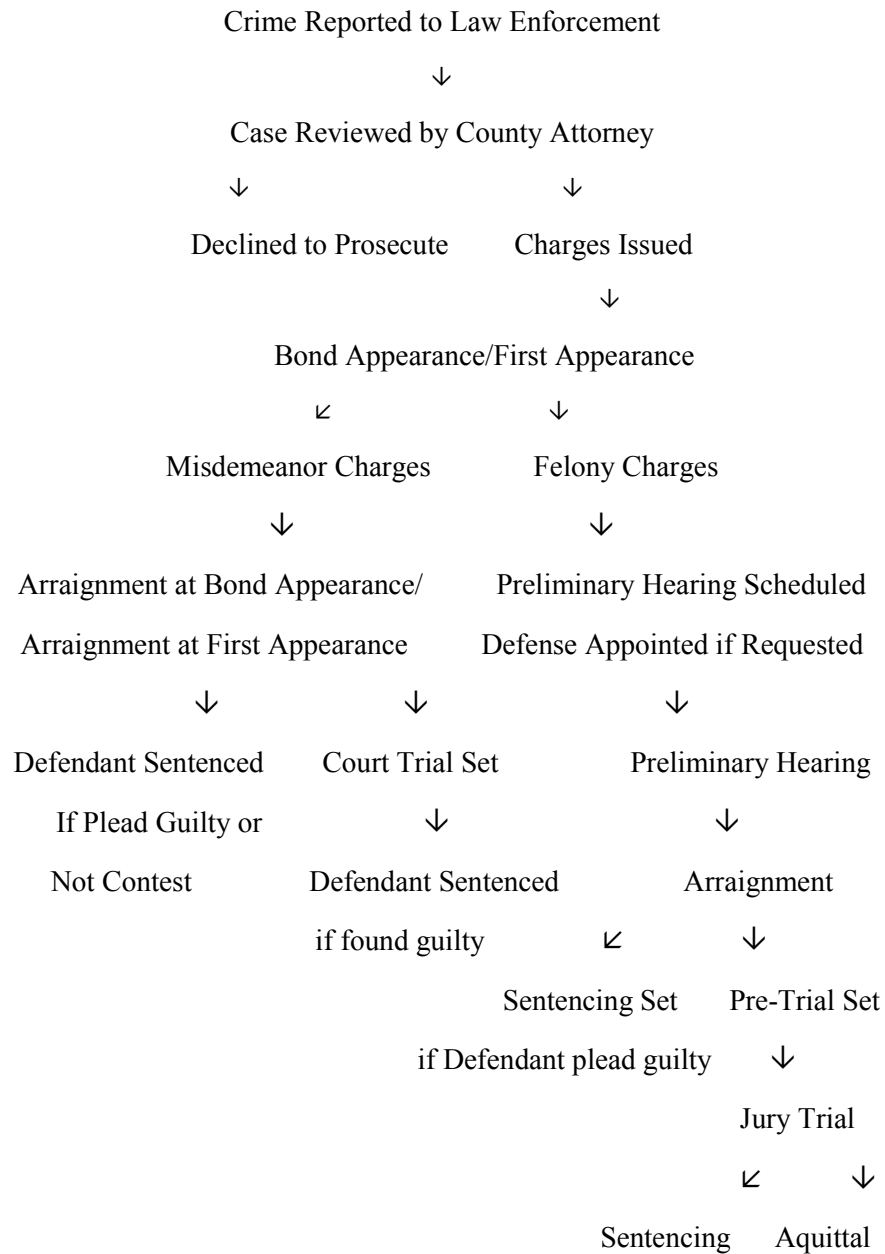 Crime Reported to Law Enforcement
↓
Case Reviewed by County Attorney
↓ ↓
Declined to Prosecute Charges Issued
↓
Bond Appearance/First Appearance
↙ ↓
Misdemeanor Charges Felony Charges
↓ ↓
Arraignment at Bond Appearance/ Preliminary Hearing Scheduled
Arraignment at First Appearance Defense Appointed if Requested
↓ ↓ ↓
Defendant Sentenced Court Trial Set Preliminary Hearing
If Plead Guilty or ↓ ↓
Not Contest Defendant Sentenced Arraignment
if found guilty ↙ ↓
Sentencing Set Pre-Trial Set
if Defendant plead guilty ↓
Jury Trial
↙ ↓
Sentencing Aquittal